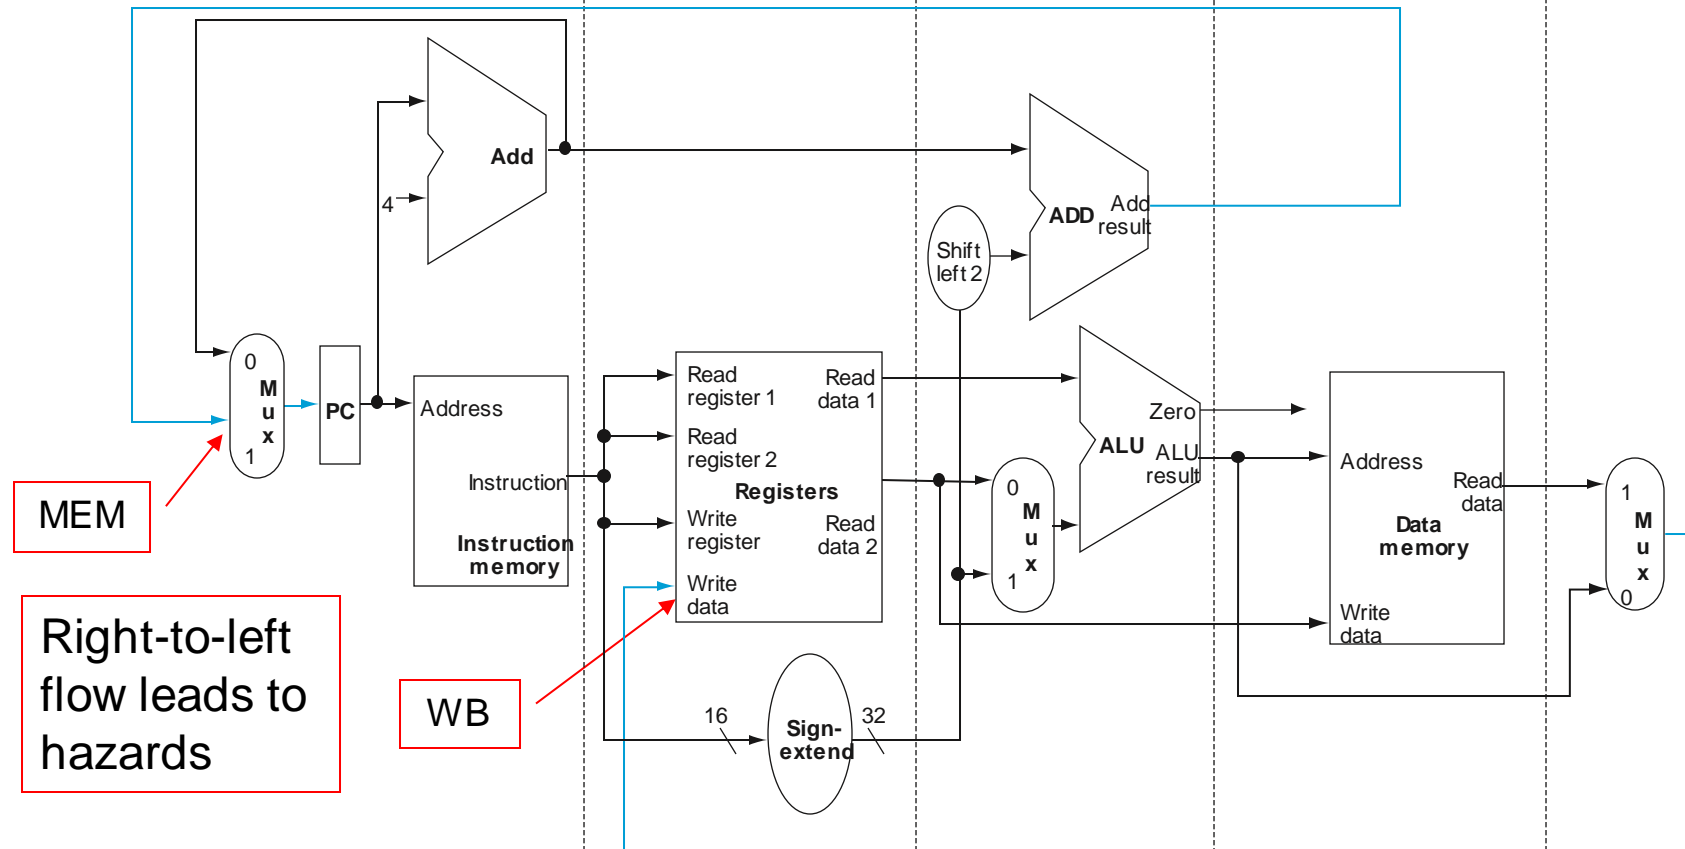 Add
4
ADD
Add
result
Shift
left 2
0
M
u
x
1
PC
Address
Instruction
Instruction
memory
Read
register 1
Read
data 1
Read
register 2
Registers
Write
register
Read
data 2
Write
data
0
M
u
x
1
Zero
ALU
ALU
result
Address
Read
data
Data
memory
Write
data
1
M
u
x
0
MEM
Right-to-left
flow leads to
hazards
WB
16
Sign-
extend
32